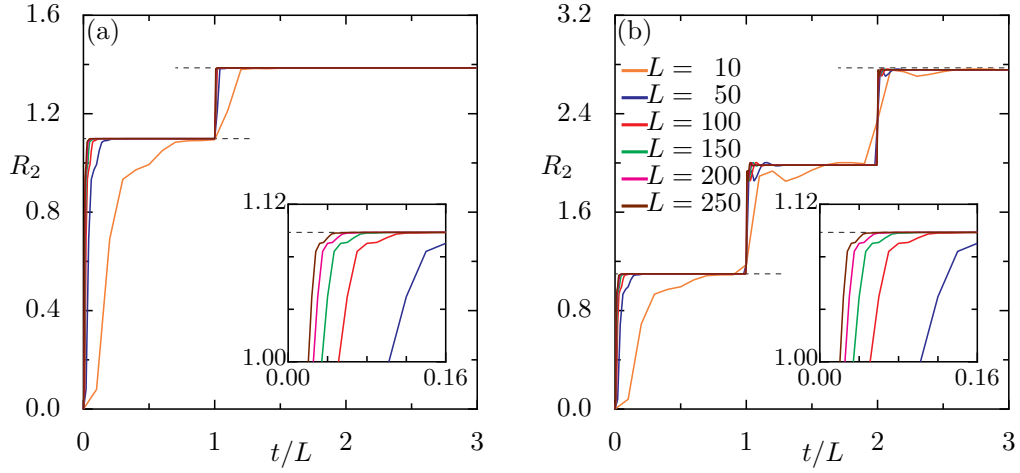 (a)
1.6
1.2
R₂
0.8
0.4
0.0
1.12
1.00
0.00
0.16
0
1
2
3
t/L
(b)
3.2
2.4
R₂
1.6
0.8
0.0
L = 10
L = 50
L = 100
L = 150
L = 200
L = 250
1.12
1.00
0.00
0.16
0
1
2
3
t/L